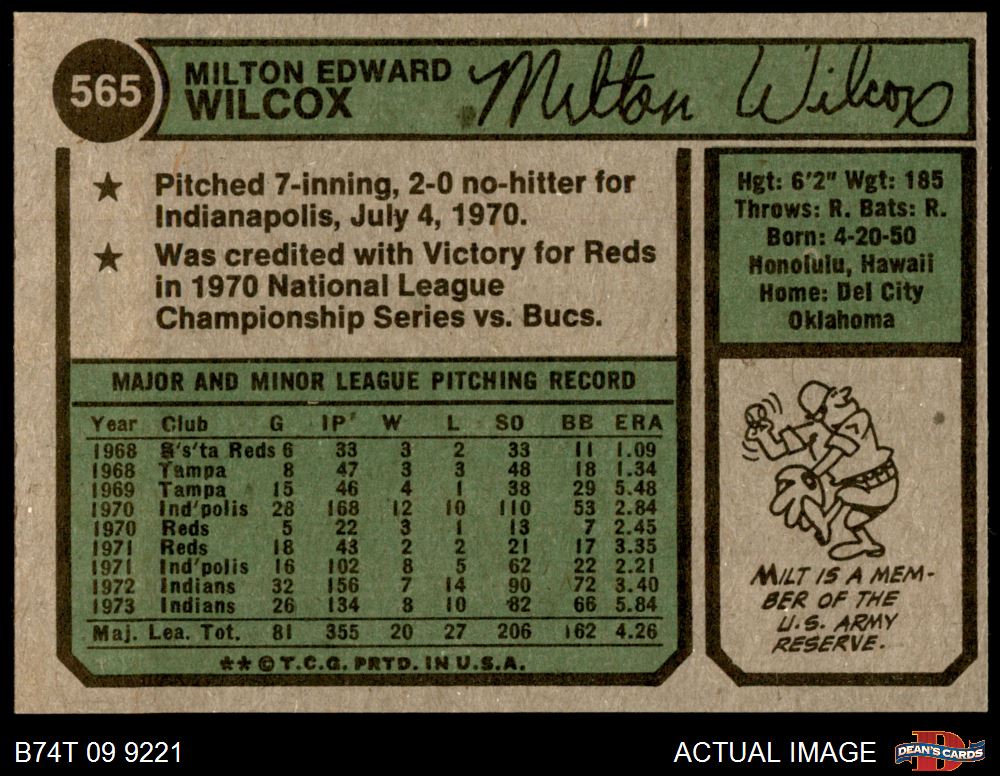 565
MILTON EDWARD
WILCOX
Milton Wilcox
★ Pitched 7-inning, 2-0 no-hitter for
Indianapolis, July 4, 1970.
★ Was credited with Victory for Reds
in 1970 National League
Championship Series vs. Bucs.
Hgt: 6'2" Wgt: 185
Throws: R. Bats: R.
Born: 4-20-50
Honolulu, Hawaii
Home: Del City
Oklahoma
MAJOR AND MINOR LEAGUE PITCHING RECORD
Year Club G IP W L SO BB ERA
1968 B's'ta Reds 6 33 3 2 33 11 1.09
1968 Tampa 8 47 3 3 48 18 1.34
1969 Tampa 15 46 4 1 38 29 5.48
1970 Ind'polis 28 168 12 10 110 53 2.84
1970 Reds 5 22 3 1 13 7 2.45
1971 Reds 18 43 2 2 21 17 3.35
1971 Ind'polis 16 102 8 5 62 22 2.21
1972 Indians 32 156 7 14 90 72 3.40
1973 Indians 26 134 8 10 82 66 5.84
Maj. Lea. Tot. 81 355 20 27 206 162 4.26
★★ © T.C.G. PRTD. IN U.S.A.
MILT IS A MEM-
BER OF THE
U.S. ARMY
RESERVE.
B74T 09 9221
ACTUAL IMAGE
D
DEAN'S CARDS